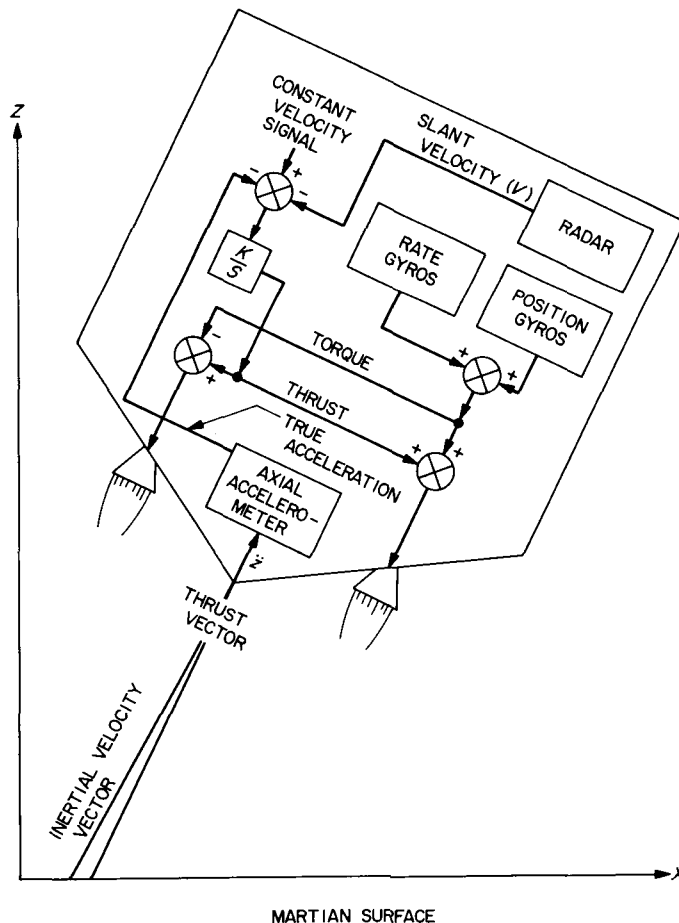 Z
CONSTANT
VELOCITY
SIGNAL
SLANT
VELOCITY (V)
RADAR
RATE
GYROS
POSITION
GYROS
-
+
-
K
S
-
+
TORQUE
THRUST
TRUE
ACCELERATION
+
+
+
+
AXIAL
ACCELERO-
METER
z̈
THRUST
VECTOR
INERTIAL VELOCITY
VECTOR
X
MARTIAN SURFACE